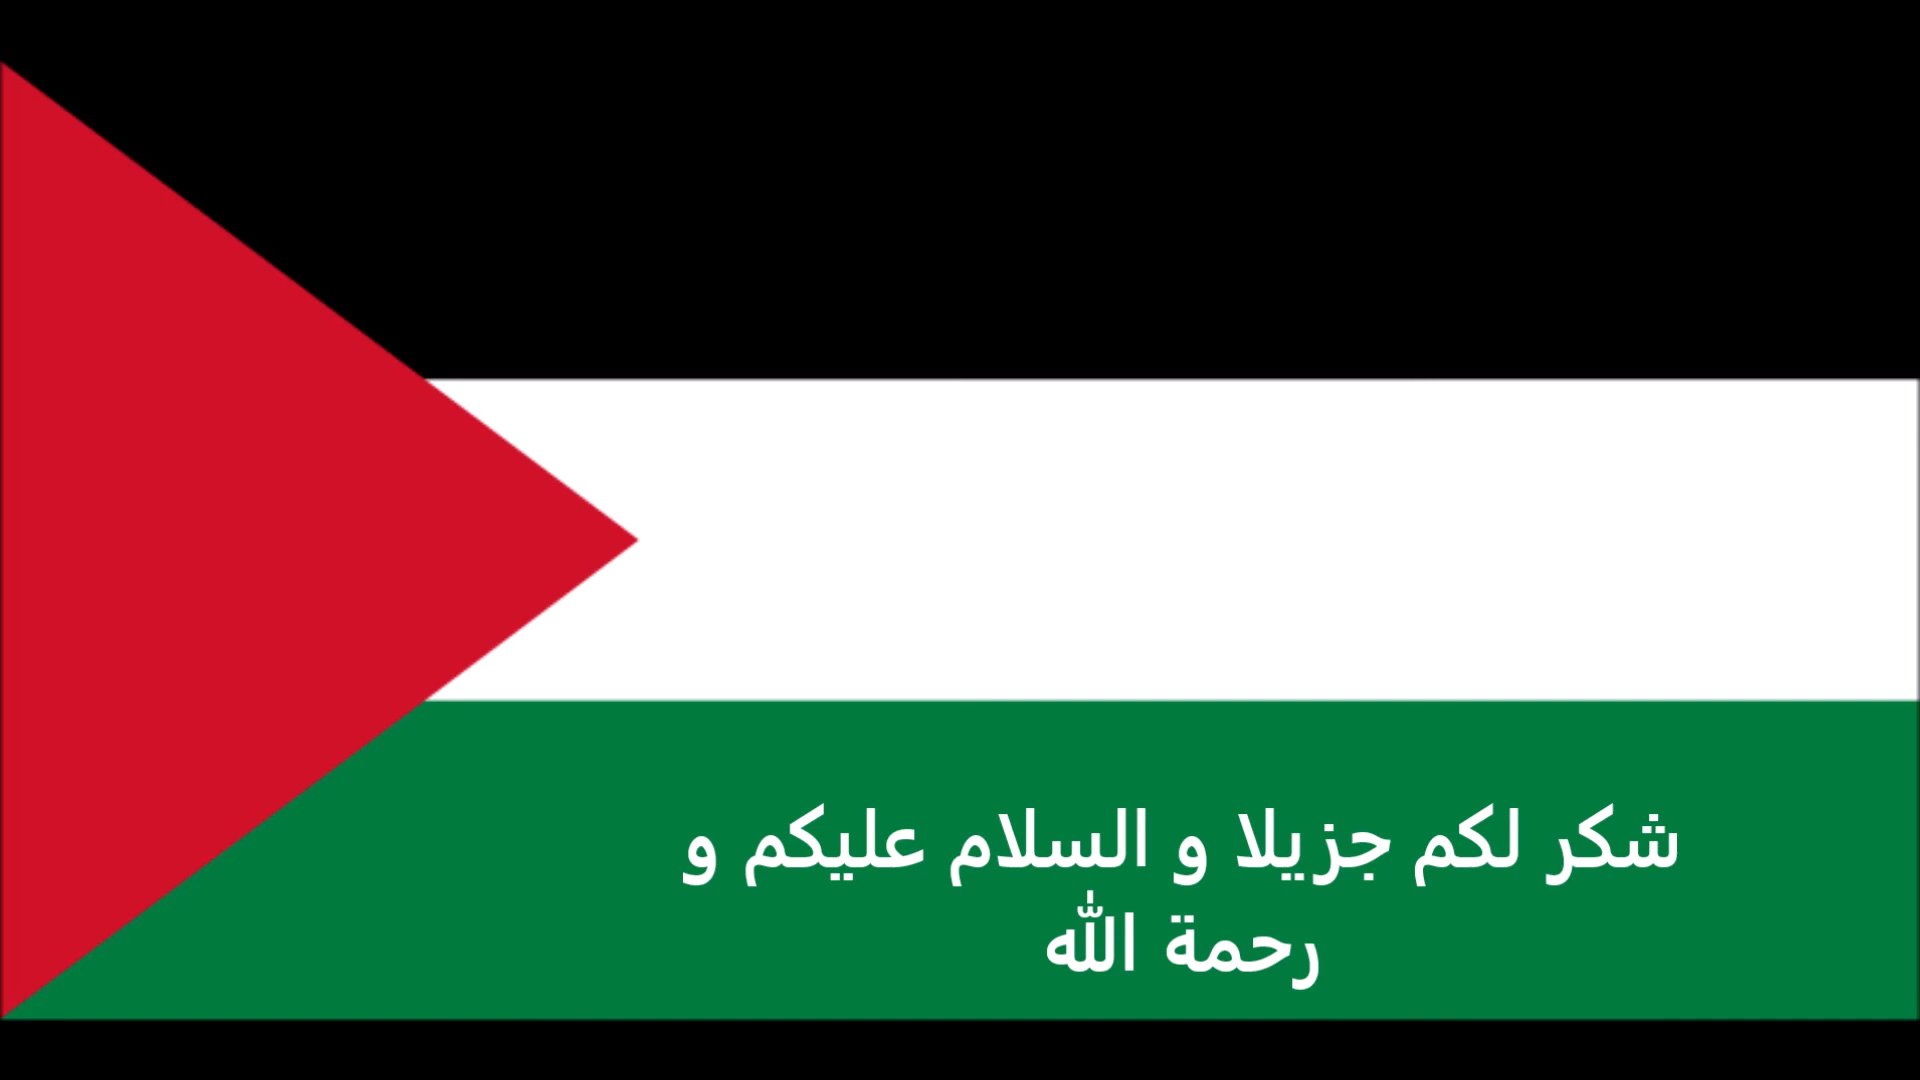 شكر لكم جزيلا و السلام عليكم و
رحمة الله